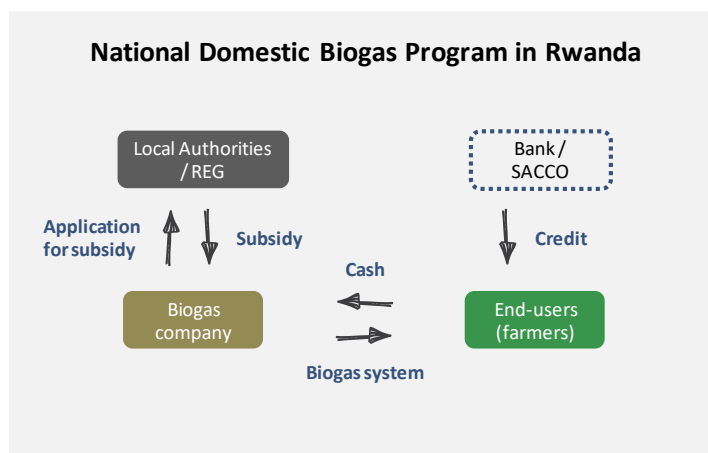 National Domestic Biogas Program in Rwanda
Local Authorities
/ REG
Bank /
SACCO
Application
for subsidy
Subsidy
Credit
Cash
Biogas
company
End-users
(farmers)
Biogas system